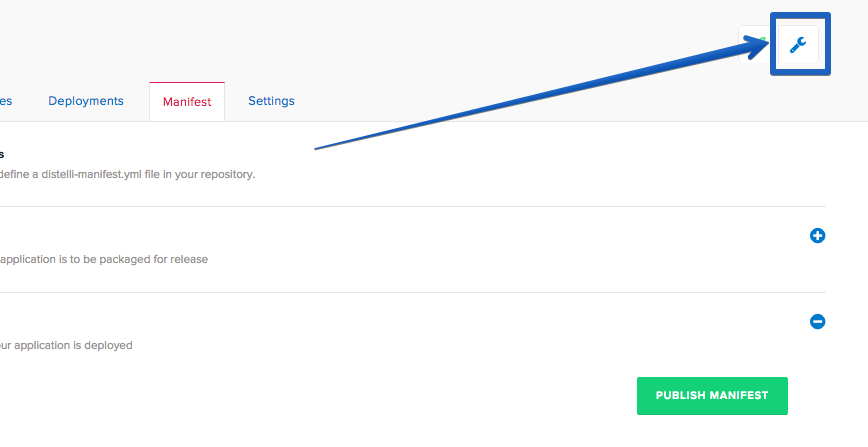 es
Deployments
Manifest
Settings
s
define a distelli-manifest.yml file in your repository.
application is to be packaged for release
ur application is deployed
PUBLISH MANIFEST